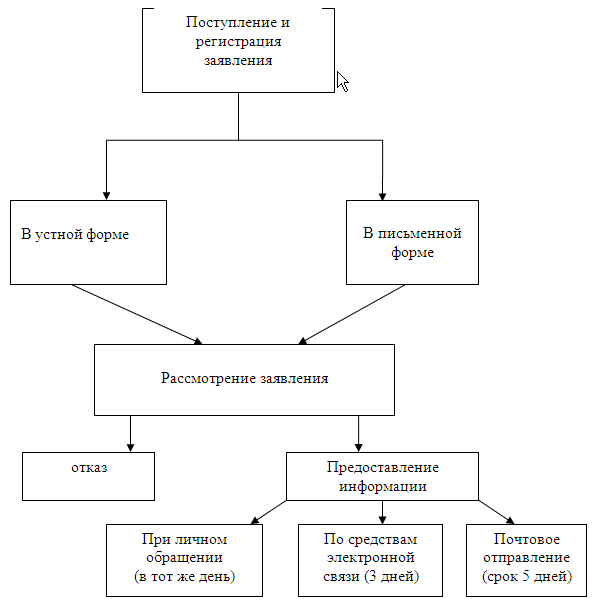 Поступление и
регистрация
заявления
В устной форме
В письменной
форме
Рассмотрение заявления
отказ
Предоставление
информации
При личном
обращении
(в тот же день)
По средствам
электронной
связи (3 дней)
Почтовое
отправление
(срок 5 дней)